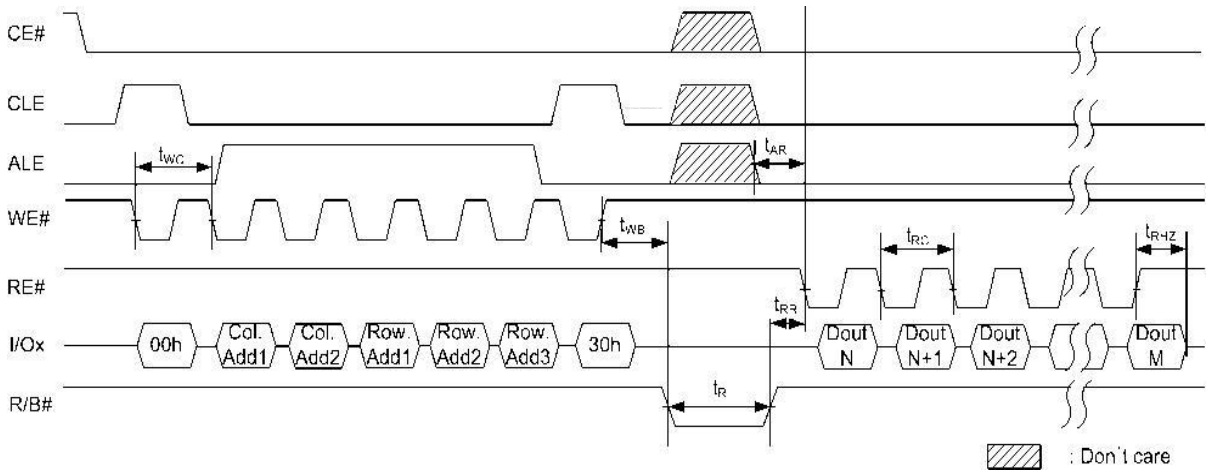 CE#
CLE
ALE
tAR
tWC
WE#
tWB
tRC
tRHZ
RE#
tRR
I/Ox
00h
Col. Add1
Col. Add2
Row. Add1
Row. Add2
Row. Add3
30h
Dout N
Dout N+1
Dout N+2
Dout M
R/B#
tR
: Don`t care